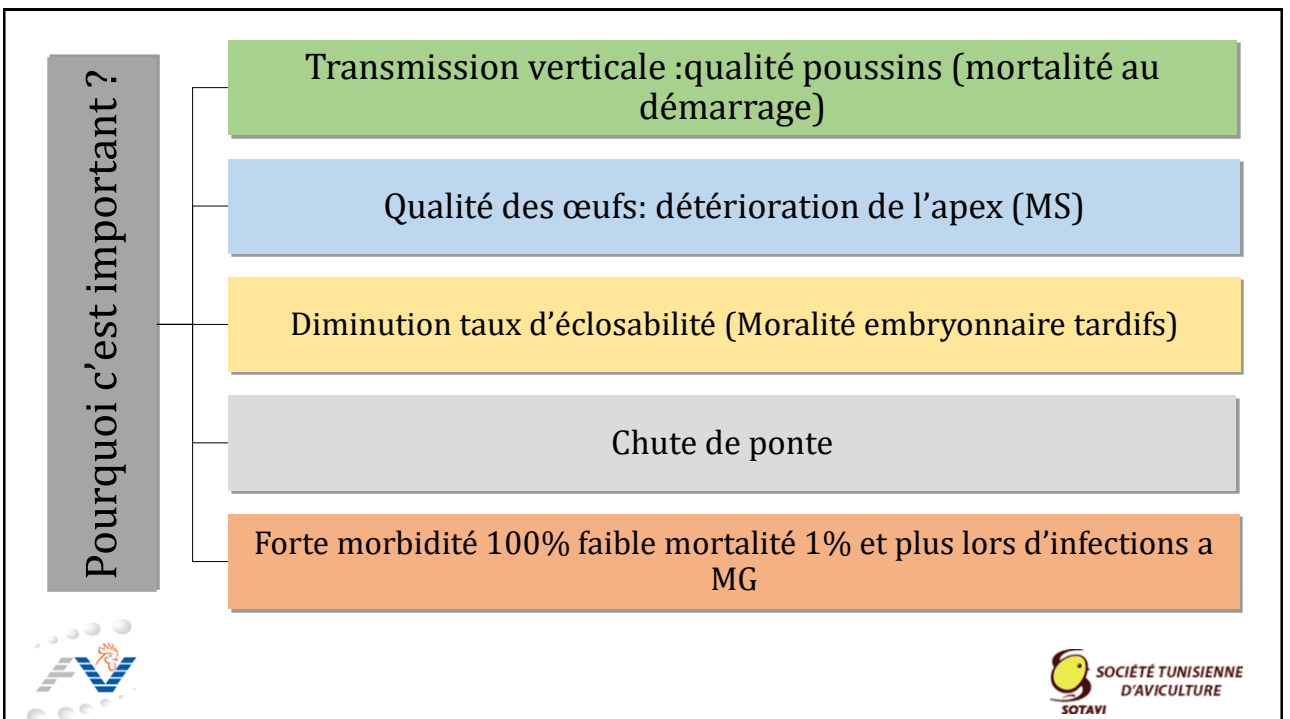 Pourquoi c’est important ?
Transmission verticale :qualité poussins (mortalité au
démarrage)
Qualité des œufs: détérioration de l’apex (MS)
Diminution taux d’éclosabilité (Moralité embryonnaire tardifs)
Chute de ponte
Forte morbidité 100% faible mortalité 1% et plus lors d’infections a
MG
AV
SOCIÉTÉ TUNISIENNE
D'AVICULTURE
SOTAVI